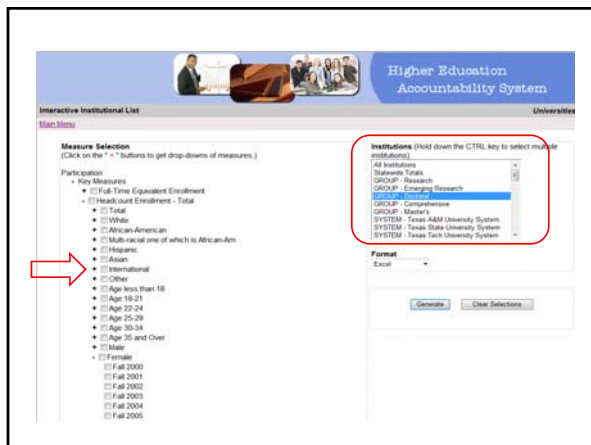 Higher Education
Accountability System
Interactive Institutional List
Universities
Main Menu
Measure Selection
(Click on the "+" buttons to get drop-downs of measures.)
Participation
- Key Measures
+ Full-Time Equivalent Enrollment
- Headcount Enrollment - Total
+ Total
+ White
+ African-American
+ Multi-racial one of which is African-Am
+ Hispanic
+ Asian
+ International
+ Other
+ Age less than 18
+ Age 18-21
+ Age 22-24
+ Age 25-29
+ Age 30-34
+ Age 35 and Over
+ Male
- Female
Fall 2000
Fall 2001
Fall 2002
Fall 2003
Fall 2004
Fall 2005
Institutions (Hold down the CTRL key to select multiple
institutions)
All Institutions
Statewide Totals
GROUP - Research
GROUP - Emerging Research
GROUP - Doctoral
GROUP - Comprehensive
GROUP - Master's
SYSTEM - Texas A&M University System
SYSTEM - Texas State University System
SYSTEM - Texas Tech University System
Format
Excel
Generate
Clear Selections